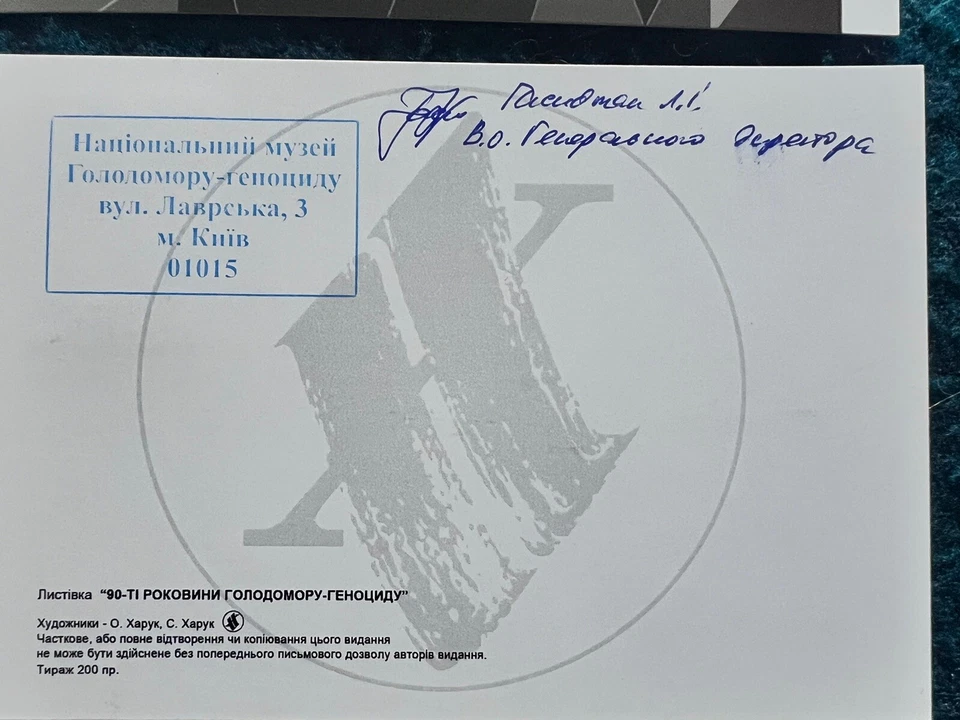 Гасиджак Л.І.
В.о. Генерального директора
Національний музей
Голодомору-геноциду
вул. Лаврська, 3
м. Київ
01015
Листівка "90-ТІ РОКОВИНИ ГОЛОДОМОРУ-ГЕНОЦИДУ"
Художники - О. Харук, С. Харук
Часткове, або повне відтворення чи копіювання цього видання
не може бути здійснене без попереднього письмового дозволу авторів видання.
Тираж 200 пр.